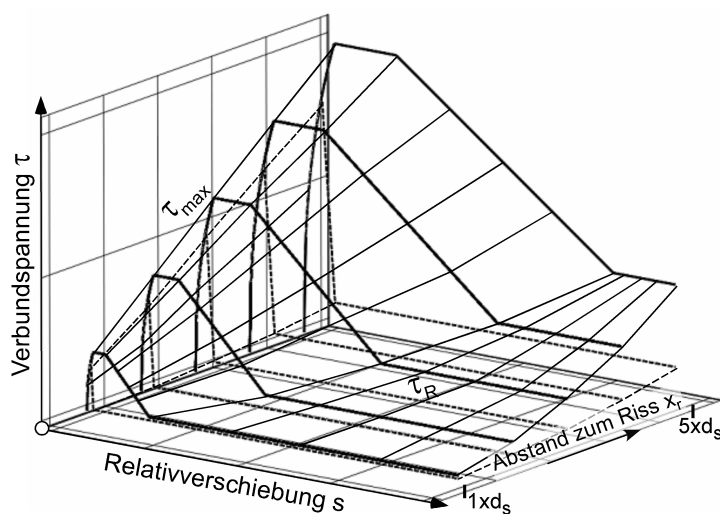 Verbundspannung τ
τmax
τR
Relativverschiebung s
Abstand zum Riss xr
1xds
5xds